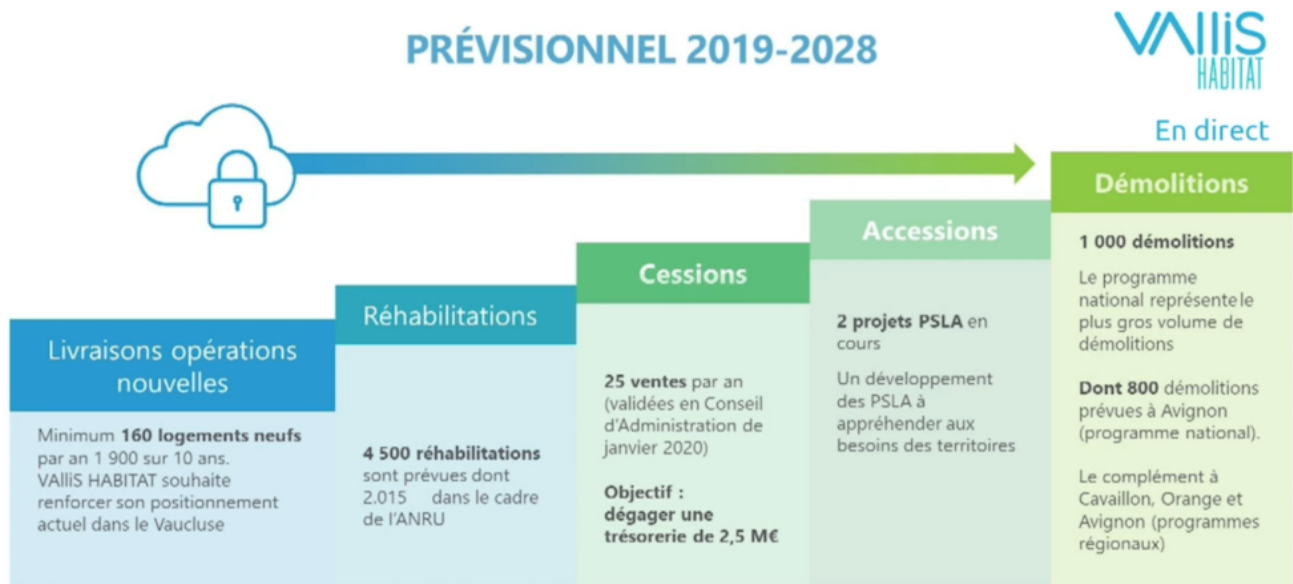 PRÉVISIONNEL 2019-2028
VAlliS
HABITAT
En direct
Livraisons opérations
nouvelles
Minimum 160 logements neufs
par an 1 900 sur 10 ans.
VAlliS HABITAT souhaite
renforcer son positionnement
actuel dans le Vaucluse
Réhabilitations
4 500 réhabilitations
sont prévues dont
2.015 dans le cadre
de l'ANRU
Cessions
25 ventes par an
(validées en Conseil
d'Administration de
janvier 2020)
Objectif :
dégager une
trésorerie de 2,5 M€
Accessions
2 projets PSLA en
cours
Un développement
des PSLA à
appréhender aux
besoins des territoires
Démolitions
1 000 démolitions
Le programme
national représente le
plus gros volume de
démolitions
Dont 800 démolitions
prévues à Avignon
(programme national).
Le complément à
Cavaillon, Orange et
Avignon (programmes
régionaux)